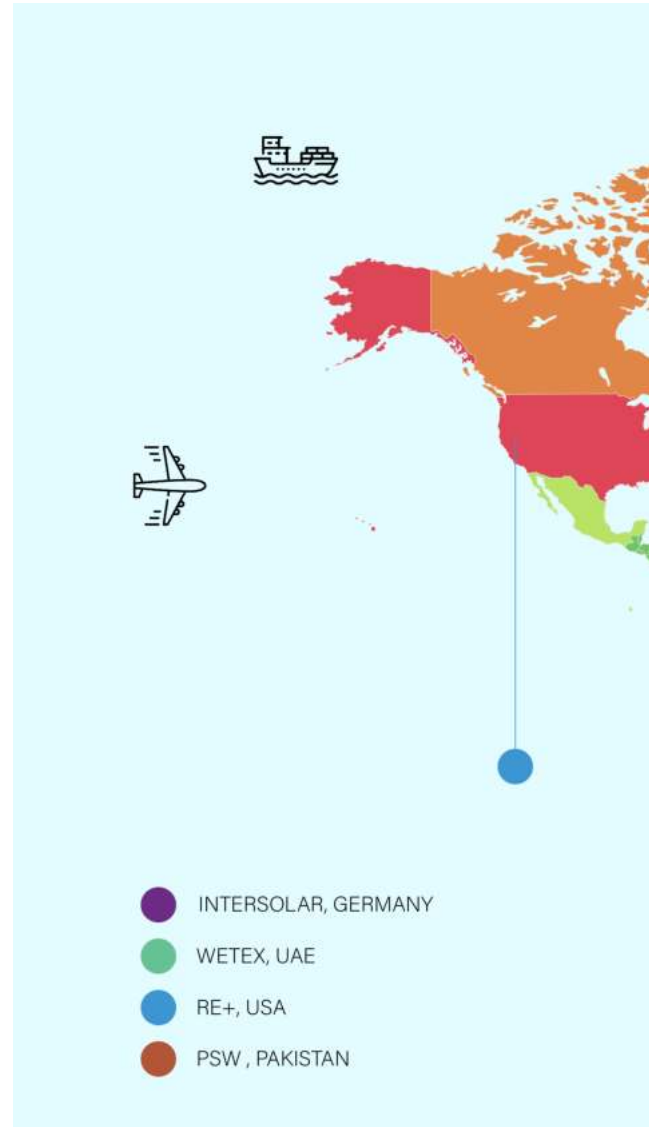 INTERSOLAR, GERMANY
WETEX, UAE
RE+, USA
PSW , PAKISTAN